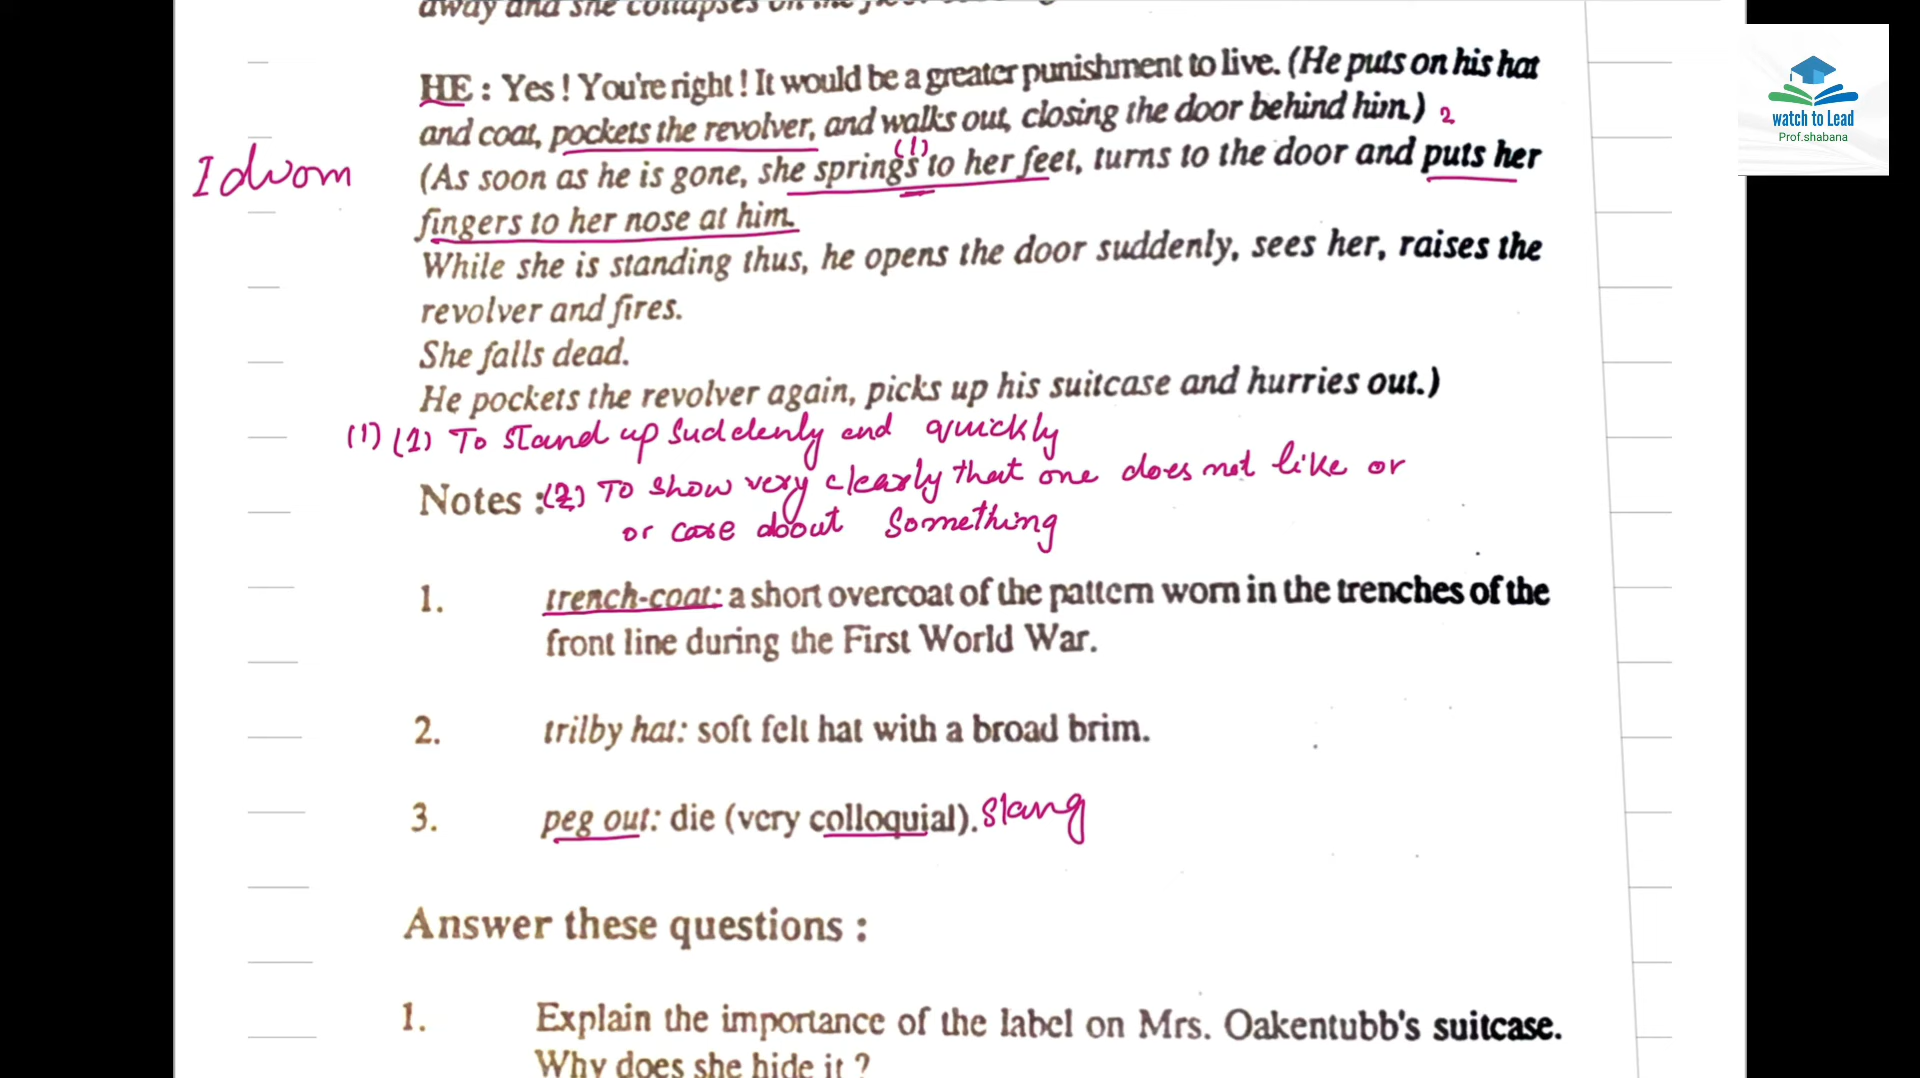 away and she collapses on the
HE : Yes ! You're right ! It would be a greater punishment to live. (He puts on his hat
and coat, pockets the revolver, and walks out, closing the door behind him.) 2
(1)
Idiom
(As soon as he is gone, she springs to her feet, turns to the door and puts her
fingers to her nose at him.
While she is standing thus, he opens the door suddenly, sees her, raises the
revolver and fires.
She falls dead.
He pockets the revolver again, picks up his suitcase and hurries out.)
(1) (1) To stand up suddenly and quickly
Notes : (2) To show very clearly that one does not like or
or care about something
1. trench-coat: a short overcoat of the pattern worn in the trenches of the
front line during the First World War.
2. trilby hat: soft felt hat with a broad brim.
3. peg out: die (very colloquial). Slang
Answer these questions :
1. Explain the importance of the label on Mrs. Oakentubb's suitcase.
Why does she hide it ?
watch to Lead
Prof.shabana